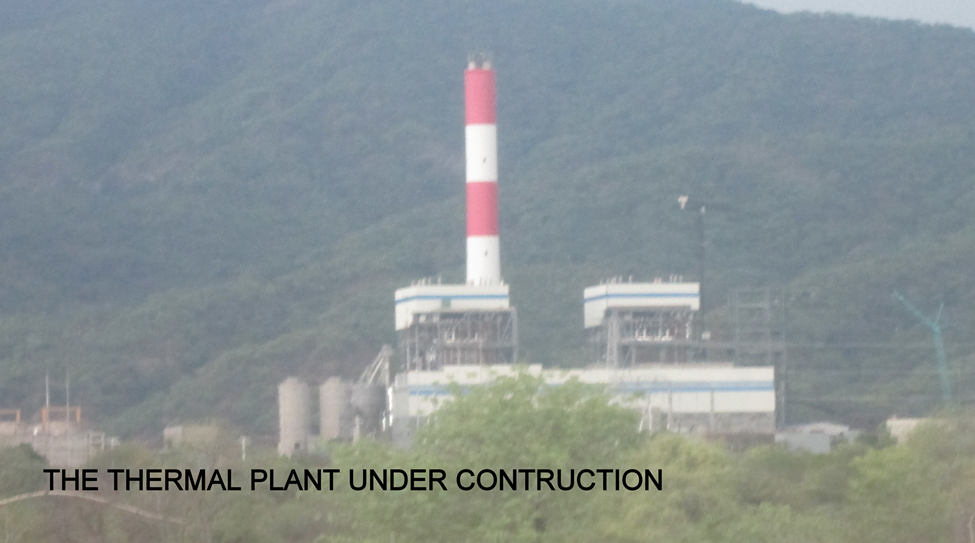 THE THERMAL PLANT UNDER CONTRUCTION